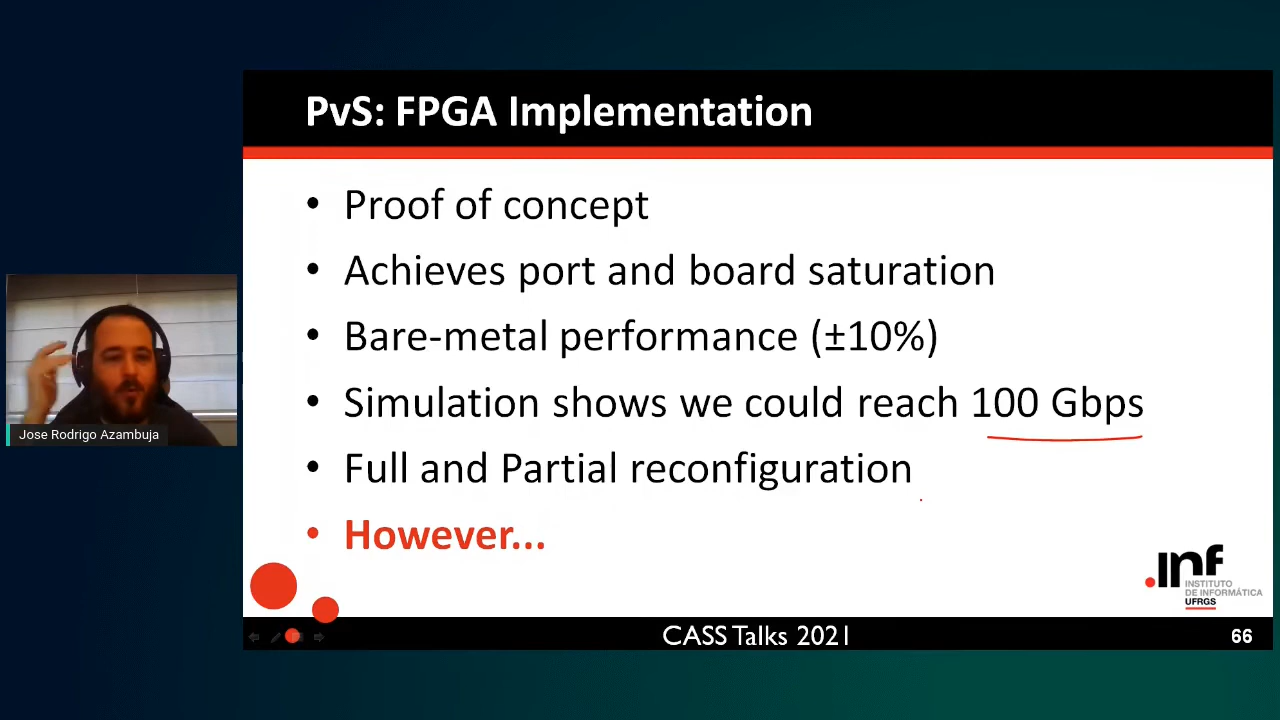 PvS: FPGA Implementation
• Proof of concept
• Achieves port and board saturation
• Bare-metal performance (±10%)
• Simulation shows we could reach 100 Gbps
• Full and Partial reconfiguration
• However...
Jose Rodrigo Azambuja
.inf
INSTITUTO
DE INFORMÁTICA
UFRGS
CASS Talks 2021
66